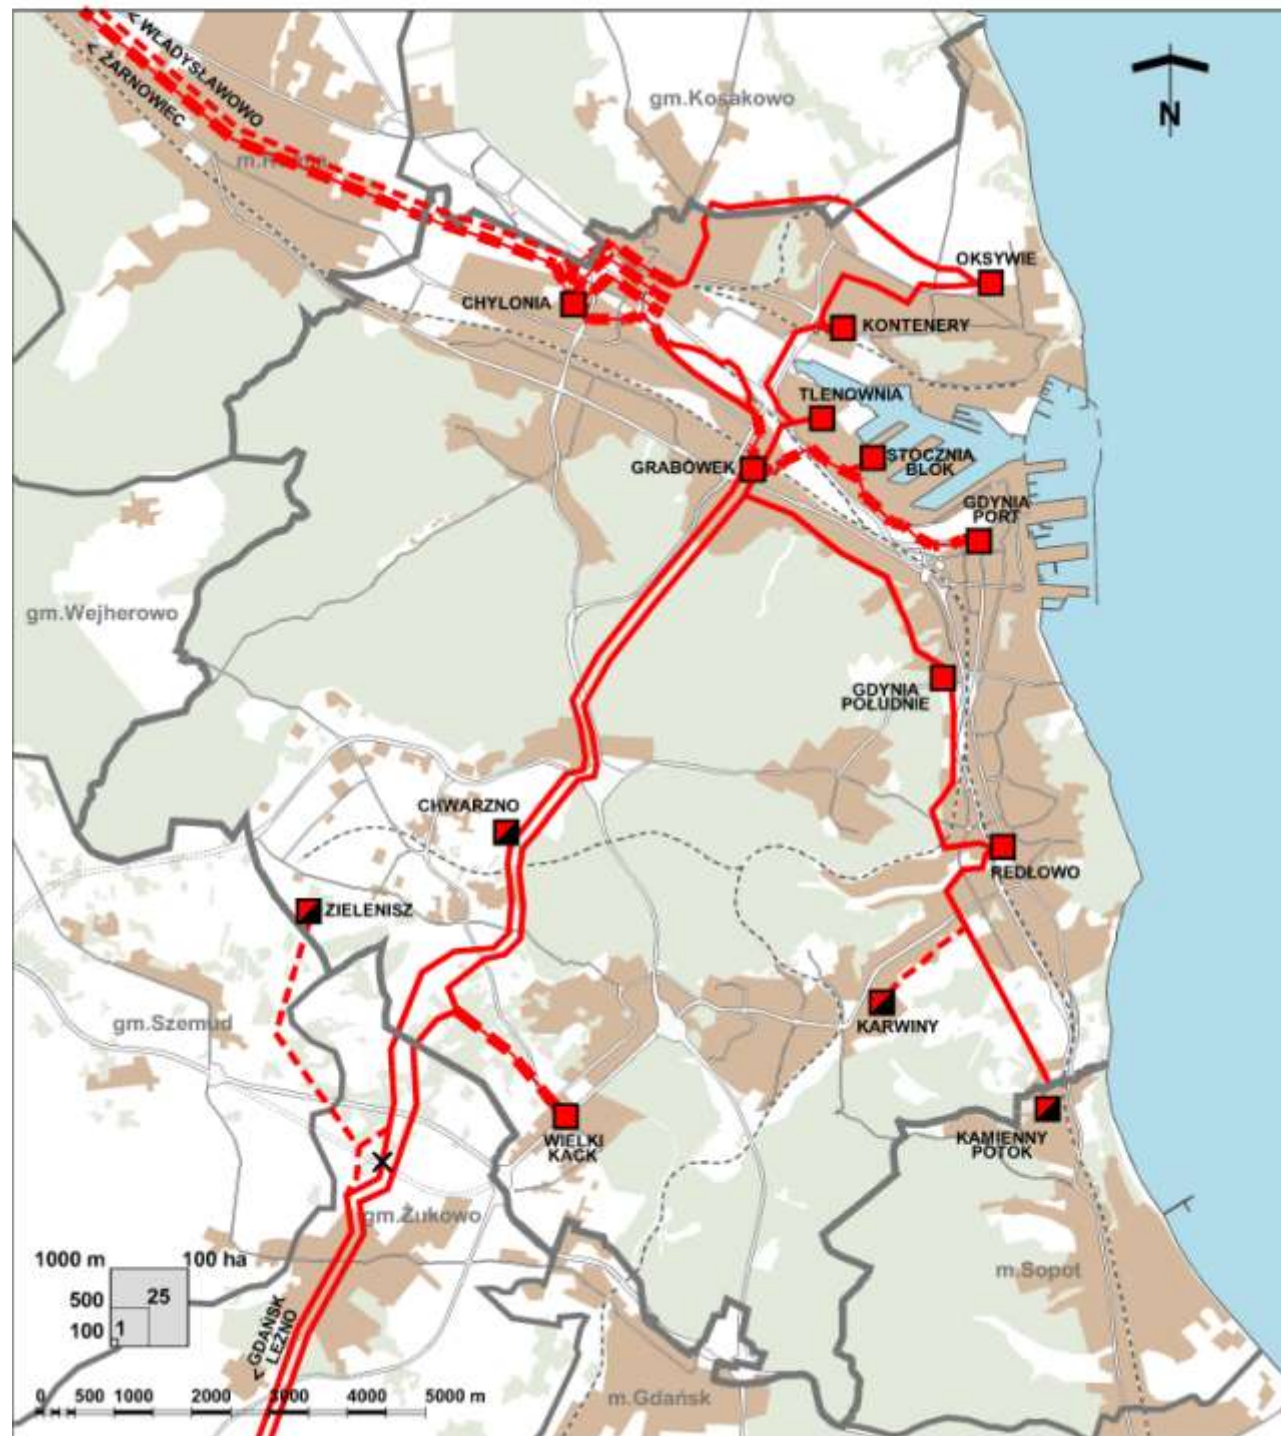 < WŁADYSŁAWOWO
< ŻARNOWIEC
gm.Kosakowo
N
OKSYWIE
CHYLONIA
KONTENERY
TLENOWNIA
GRABÓWEK
STOCZNIA
BLOK
GDYNIA
PORT
gm.Wejherowo
GDYNIA
POŁUDNIE
CHWARZNO
REDŁOWO
ZIELENISZ
gm.Szemud
KARWINY
WIELKI
KACK
KAMIENNY
POTOK
gm.Żukowo
1000 m
100 ha
500
25
100
1
m.Sopot
< GDAŃSK
LEŹNO
0 500 1000 2000 3000 4000 5000 m
m.Gdańsk